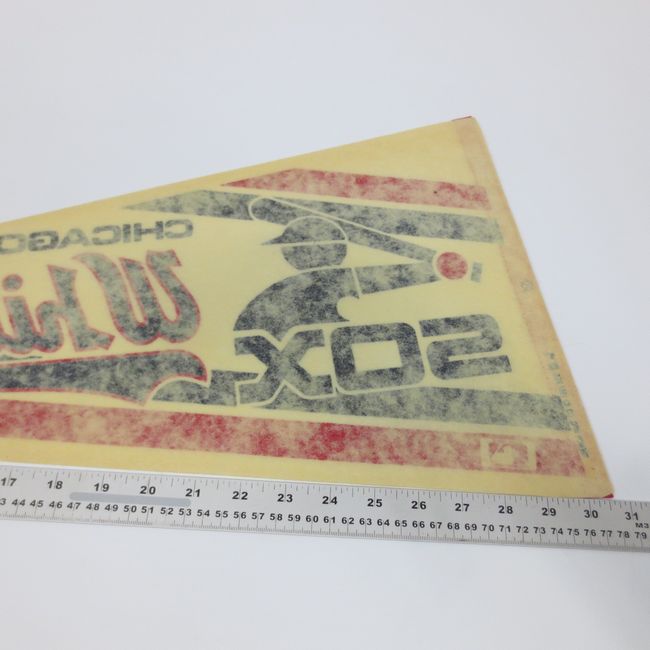 CHICAGO
Whi
SOX
17 18 19 20 21 22 23 24 25 26 27 28 29 30 31
M3
3 44 45 46 47 48 49 50 51 52 53 54 55 56 57 58 59 60 61 62 63 64 65 66 67 68 69 70 71 72 73 74 75 76 77 78 79